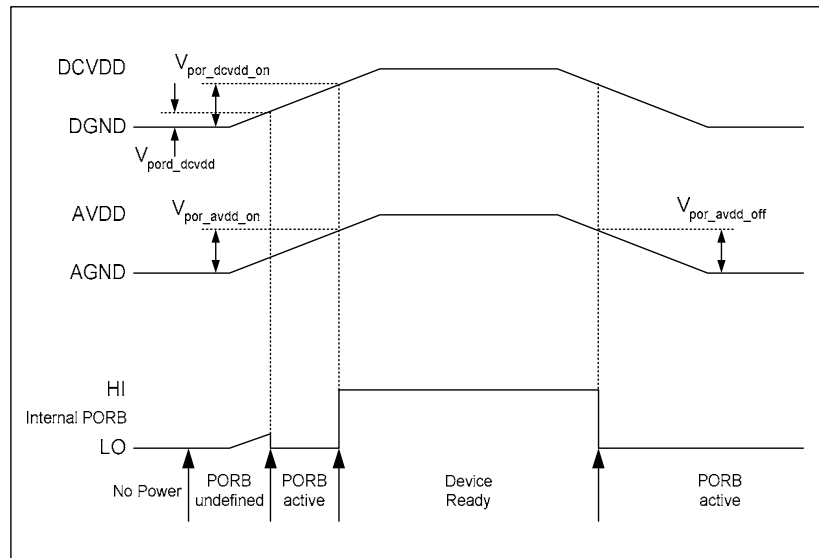 DCVDD
V_por_dcvdd_on
DGND
V_pord_dcvdd
AVDD
V_por_avdd_on
V_por_avdd_off
AGND
HI
Internal PORB
LO
No Power
PORB
undefined
PORB
active
Device
Ready
PORB
active